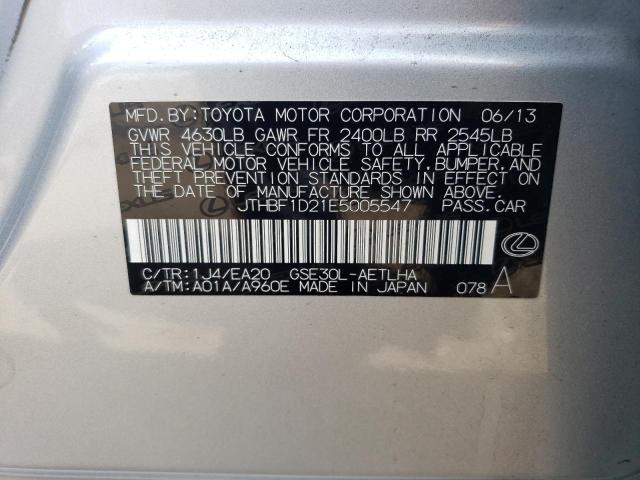 MFD.BY:TOYOTA MOTOR CORPORATION 06/13
GVWR 4630LB GAWR FR 2400LB RR 2545LB
THIS VEHICLE CONFORMS TO ALL APPLICABLE
FEDERAL MOTOR VEHICLE SAFETY,BUMPER,AND
THEFT PREVENTION STANDARDS IN EFFECT ON
THE DATE OF MANUFACTURE SHOWN ABOVE.
JTHBF1D21E5005547 PASS.CAR
C/TR:1J4/EA20 GSE30L-AETLHA
A/TM:A01A/A960E MADE IN JAPAN 078 A